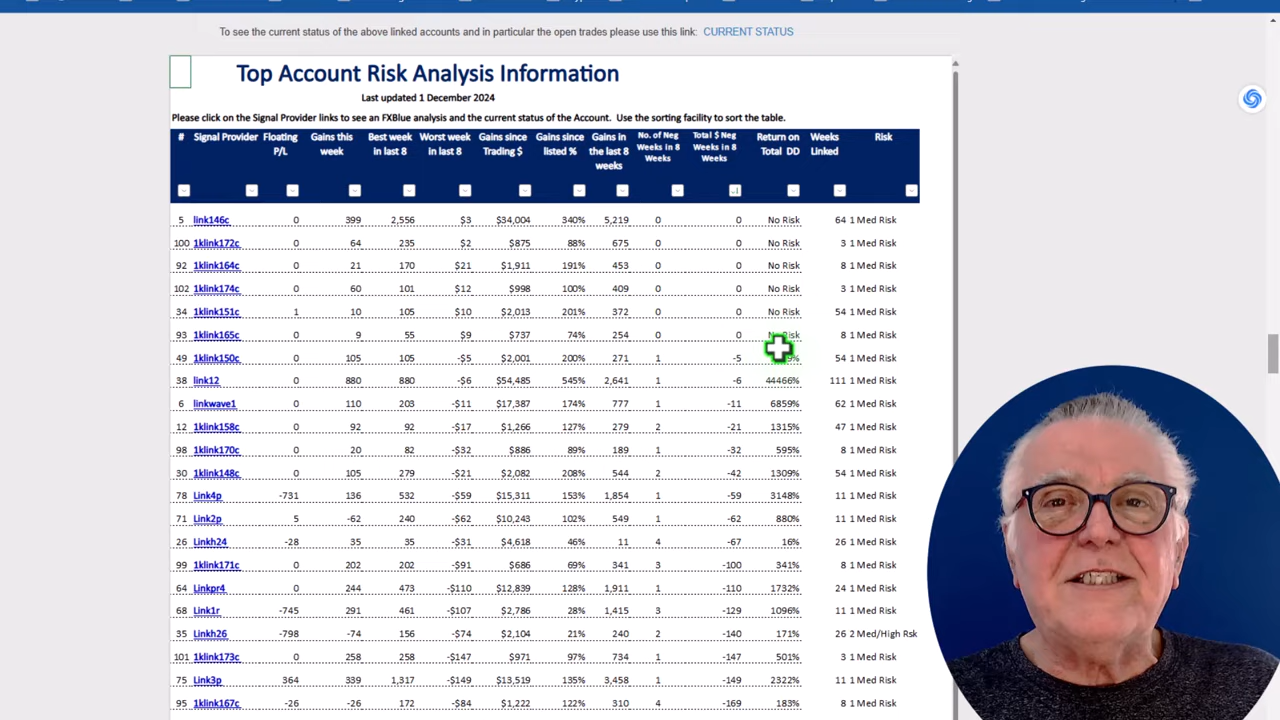 To see the current status of the above linked accounts and in particular the open trades please use this link: CURRENT STATUS
Top Account Risk Analysis Information
Last updated 1 December 2024
Please click on the Signal Provider links to see an FXBlue analysis and the current status of the Account. Use the sorting facility to sort the table.
# Signal Provider Floating P/L Gains this week Best week in last 8 Worst week in last 8 Gains since Trading $ Gains since listed % Gains in the last 8 weeks No. of Neg Weeks in 8 Weeks Total $ Neg Weeks in 8 Weeks Return on Total DD Weeks Linked Risk
5 link146c 0 399 2,556 $3 $34,004 340% 5,219 0 0 No Risk 64 1 Med Risk
100 1klink172c 0 64 235 $2 $875 88% 675 0 0 No Risk 3 1 Med Risk
92 1klink164c 0 21 170 $21 $1,911 191% 453 0 0 No Risk 8 1 Med Risk
102 1klink174c 0 60 101 $12 $998 100% 409 0 0 No Risk 3 1 Med Risk
34 1klink151c 1 10 105 $10 $2,013 201% 372 0 0 No Risk 54 1 Med Risk
93 1klink165c 0 9 55 $9 $737 74% 254 0 0 No Risk 8 1 Med Risk
49 1klink150c 0 105 105 -$5 $2,001 200% 271 1 -5 54 1 Med Risk
38 link12 0 880 880 -$6 $54,485 545% 2,641 1 -6 44466% 111 1 Med Risk
6 linkwave1 0 110 203 -$11 $17,387 174% 777 1 -11 6859% 62 1 Med Risk
12 1klink158c 0 92 92 -$17 $1,266 127% 279 2 -21 1315% 47 1 Med Risk
98 1klink170c 0 20 82 -$32 $886 89% 189 1 -32 595% 8 1 Med Risk
30 1klink148c 0 105 279 -$21 $2,082 208% 544 2 -42 1309% 54 1 Med Risk
78 Link4p -731 136 532 -$59 $15,311 153% 1,854 1 -59 3148% 11 1 Med Risk
71 Link2p 5 -62 240 -$62 $10,243 102% 549 1 -62 880% 11 1 Med Risk
26 Linkh24 -28 35 35 -$31 $4,618 46% 11 4 -67 16% 26 1 Med Risk
99 1klink171c 0 202 202 -$91 $686 69% 341 3 -100 341% 8 1 Med Risk
64 Linkpr4 0 244 473 -$110 $12,839 128% 1,911 1 -110 1732% 24 1 Med Risk
68 Link1r -745 291 461 -$107 $2,786 28% 1,415 3 -129 1096% 11 1 Med Risk
35 Linkh26 -798 -74 156 -$74 $2,104 21% 240 2 -140 171% 26 2 Med/High Rsk
101 1klink173c 0 258 258 -$147 $971 97% 734 1 -147 501% 3 1 Med Risk
75 Link3p 364 339 1,317 -$149 $13,519 135% 3,458 1 -149 2322% 11 1 Med Risk
95 1klink167c -26 -26 172 -$84 $1,222 122% 310 4 -169 183% 8 1 Med Risk